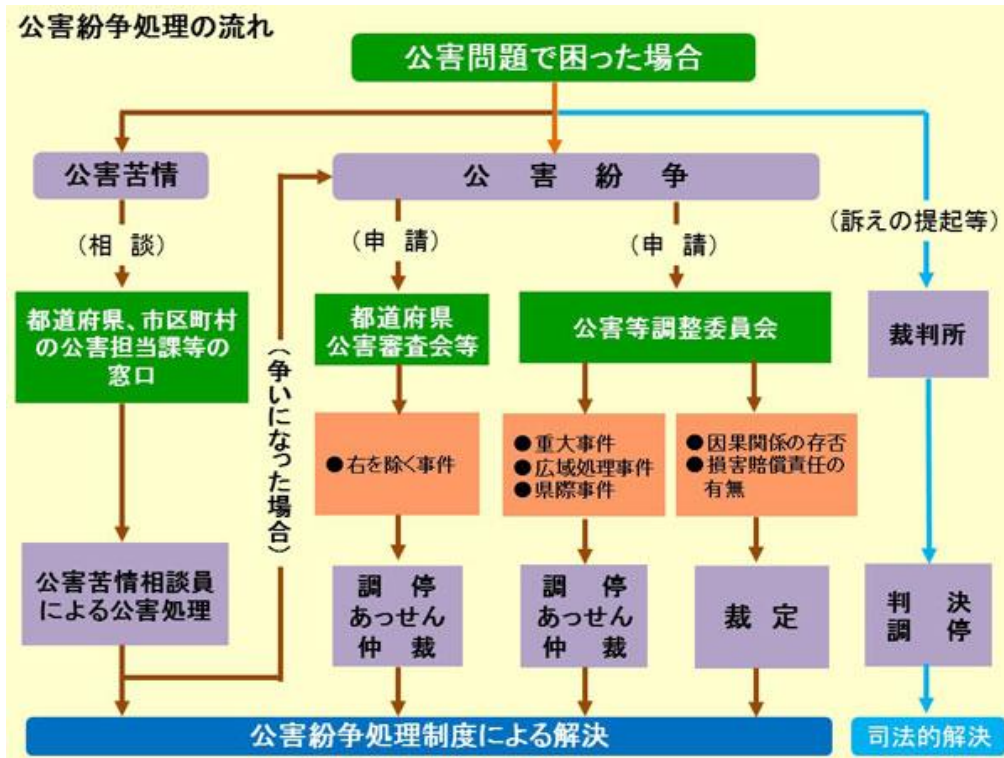 公害紛争処理の流れ
公害問題で困った場合
公害苦情
公害紛争
(相談)
(申請)
(申請)
(訴えの提起等)
都道府県、市区町村
の公害担当課等の
窓口
都道府県
公害審査会等
公害等調整委員会
裁判所
(争いになった場合)
●右を除く事件
●重大事件
●広域処理事件
●県際事件
●因果関係の存否
●損害賠償責任の
有無
公害苦情相談員
による公害処理
調停
あっせん
仲裁
調停
あっせん
仲裁
裁定
判決
調停
公害紛争処理制度による解決
司法的解決